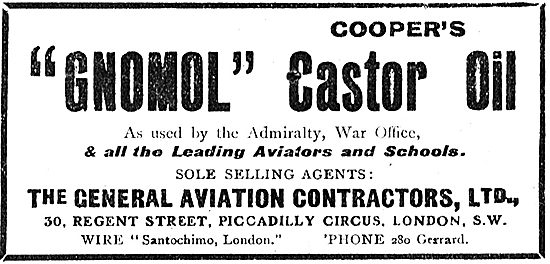 COOPER'S
"GNOMOL" Castor Oil
As used by the Admiralty, War Office,
& all the Leading Aviators and Schools.
SOLE SELLING AGENTS:
THE GENERAL AVIATION CONTRACTORS, LTD.,
30, REGENT STREET, PICCADILLY CIRCUS, LONDON, S.W.
WIRE "Santochimo, London." 'PHONE 280 Gerrard.